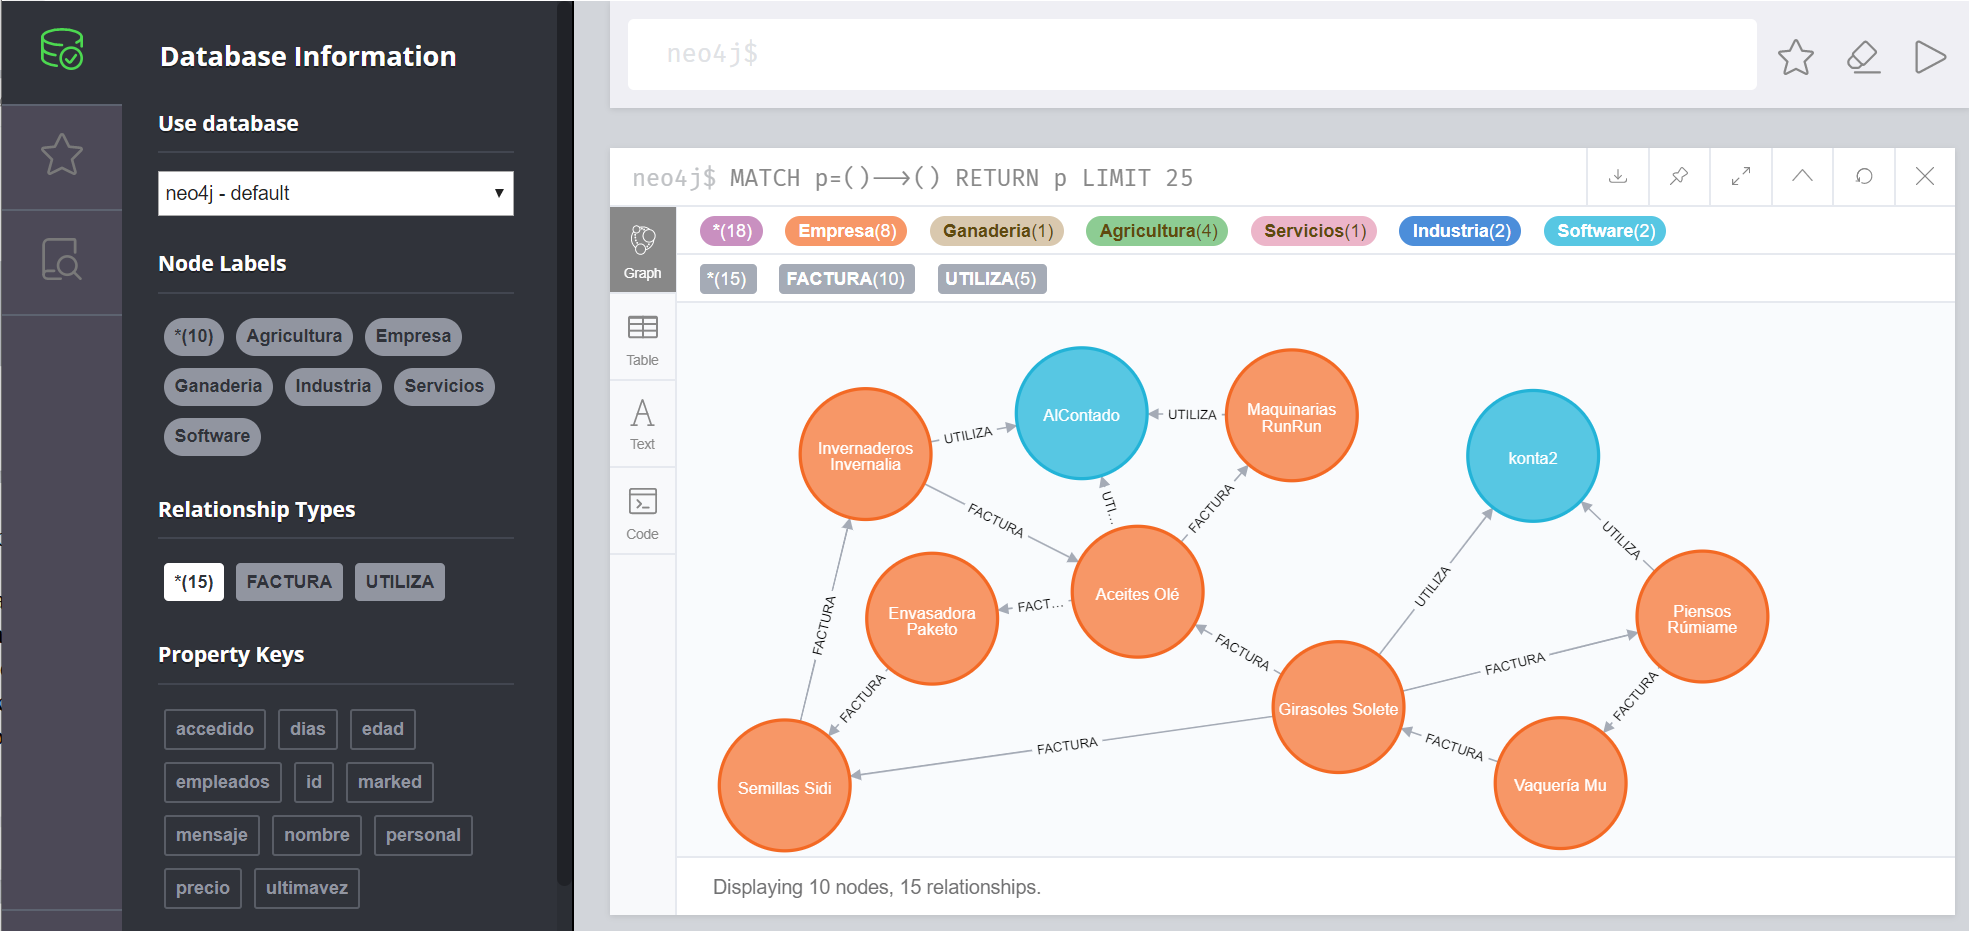 Database Information
Use database
neo4j - default
Node Labels
*(10) Agricultura Empresa
Ganaderia Industria Servicios
Software
Relationship Types
*(15) FACTURA UTILIZA
Property Keys
accedido dias edad
empleados id marked
mensaje nombre personal
precio ultimavez
neo4j$
neo4j$ MATCH p=()-->() RETURN p LIMIT 25
Graph
Table
Text
Code
*(18) Empresa(8) Ganaderia(1) Agricultura(4) Servicios(1) Industria(2) Software(2)
*(15) FACTURA(10) UTILIZA(5)
AlContado
Maquinarias
RunRun
UTILIZA
UTILIZA
Invernaderos
Invernalia
konta2
UTI...
FACTURA
FACTURA
UTILIZA
UTILIZA
Aceites Olé
FACT...
Envasadora
Paketo
Piensos
Rúmiame
FACTURA
FACTURA
FACTURA
FACTURA
FACTURA
Girasoles Solete
FACTURA
FACTURA
Semillas Sidi
Vaquería Mu
Displaying 10 nodes, 15 relationships.